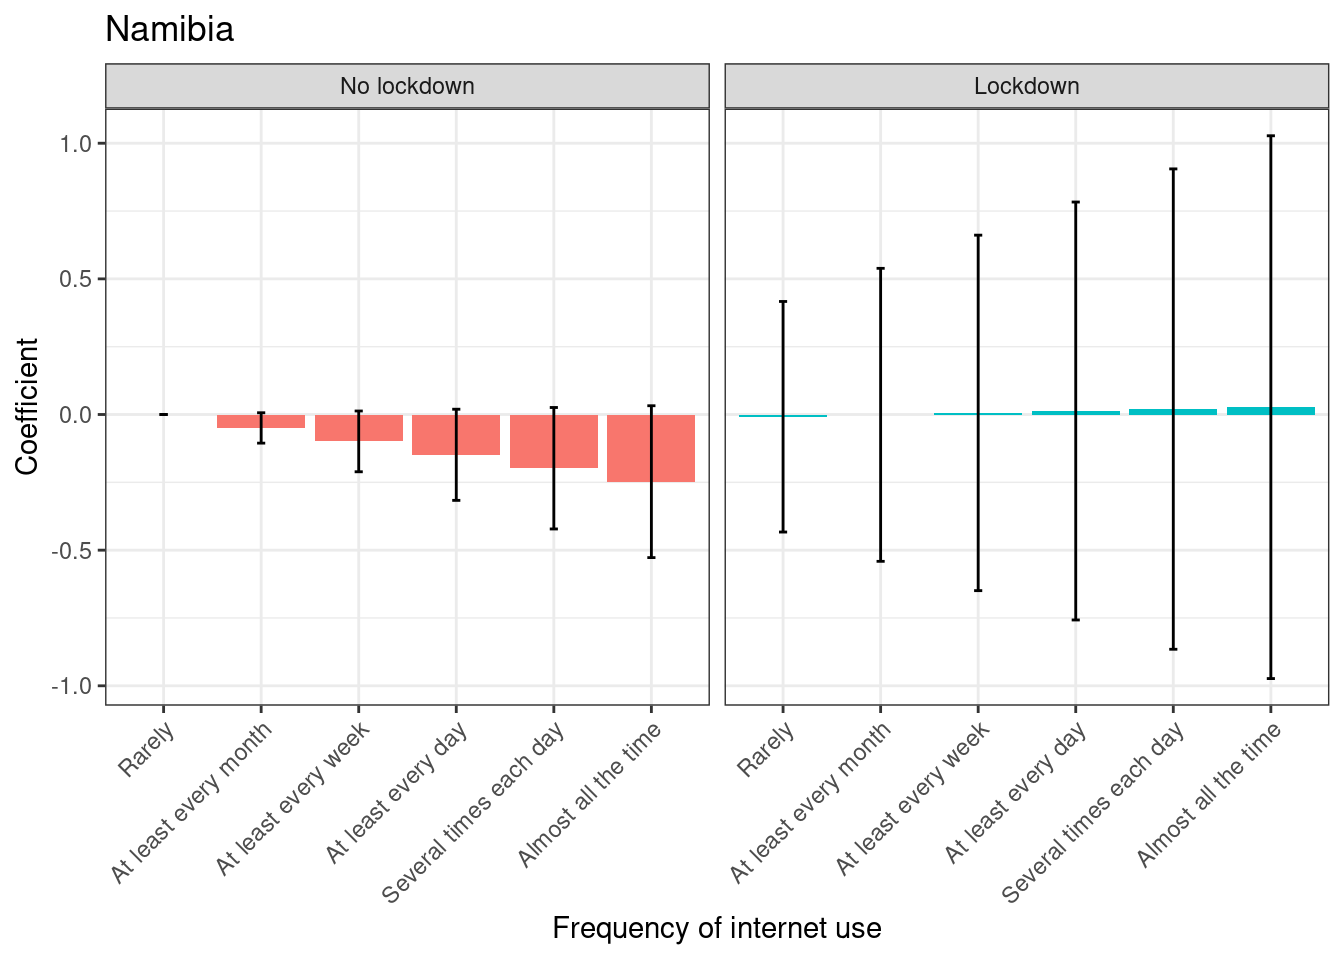 Namibia
No lockdown
Lockdown
Coefficient
1.0
0.5
0.0
-0.5
-1.0
Rarely
At least every month
At least every week
At least every day
Several times each day
Almost all the time
Rarely
At least every month
At least every week
At least every day
Several times each day
Almost all the time
Frequency of internet use